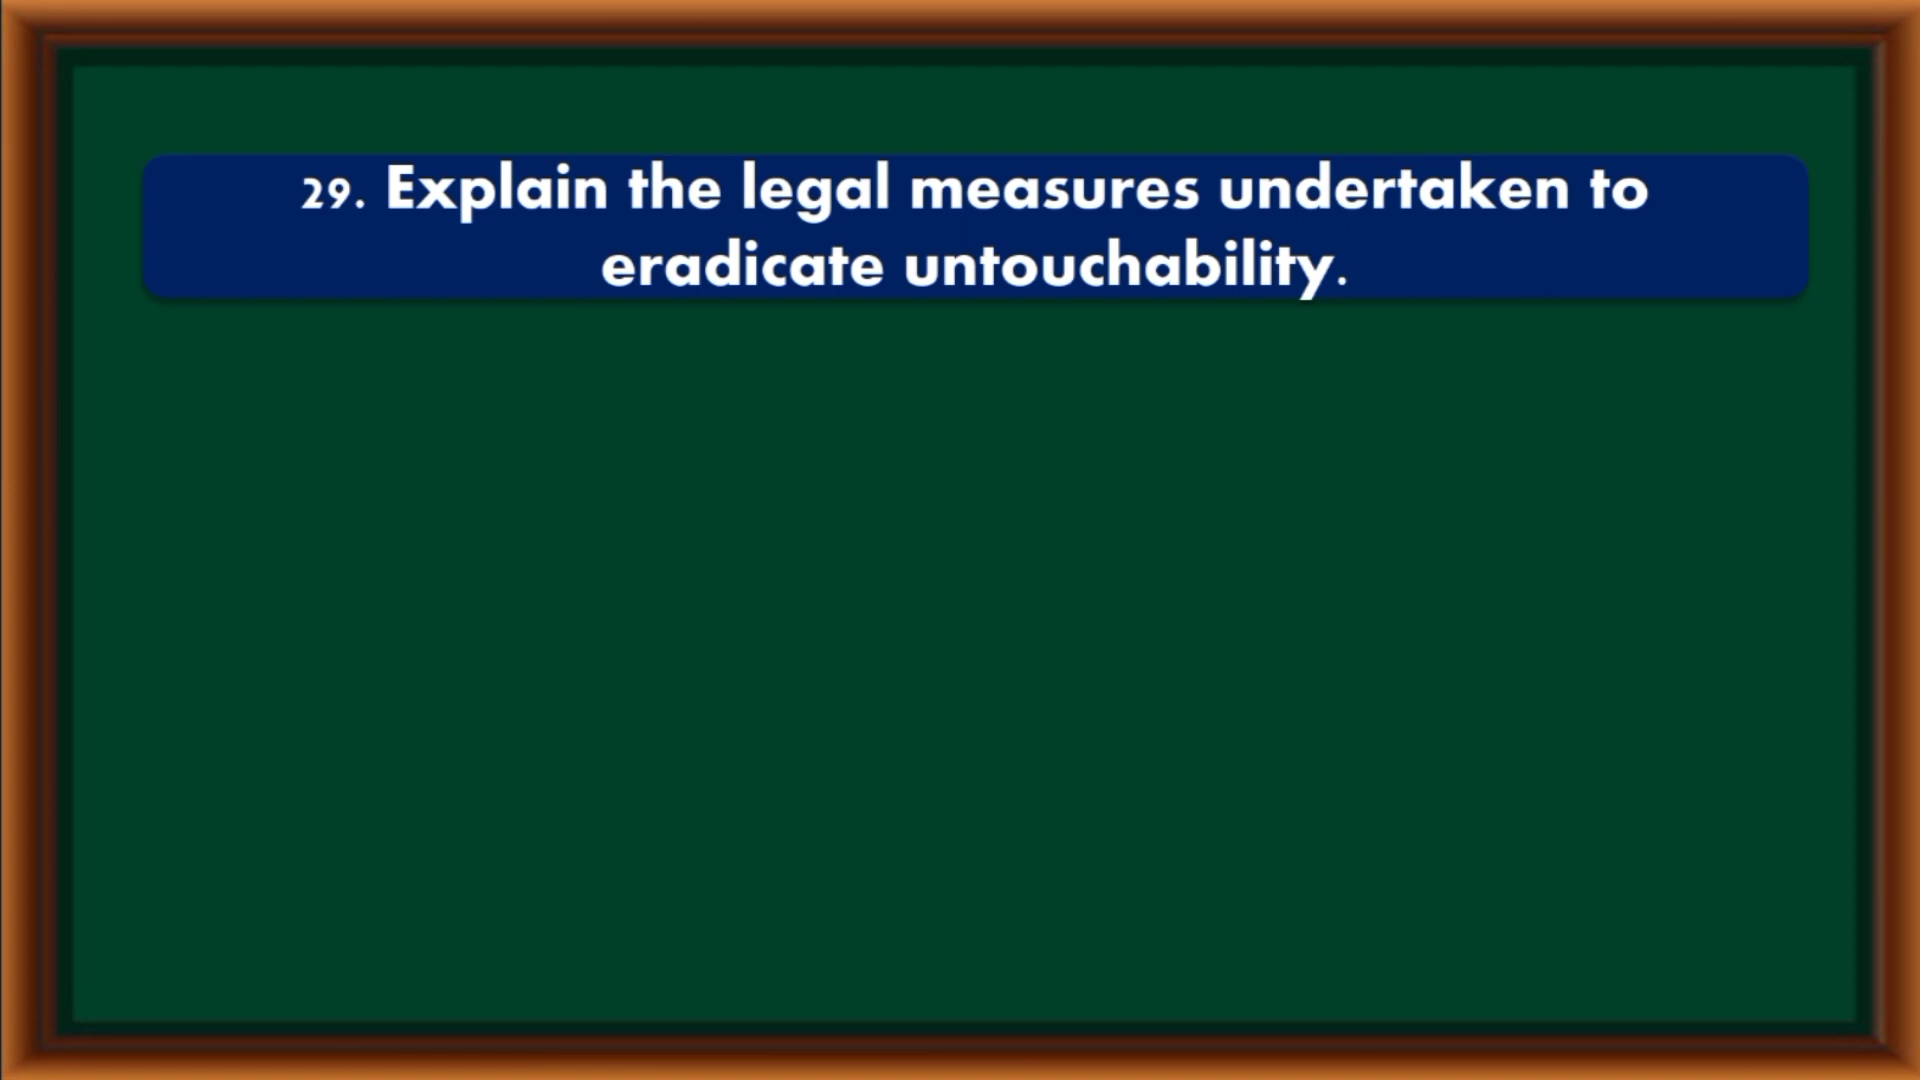 29. Explain the legal measures undertaken to
eradicate untouchability.